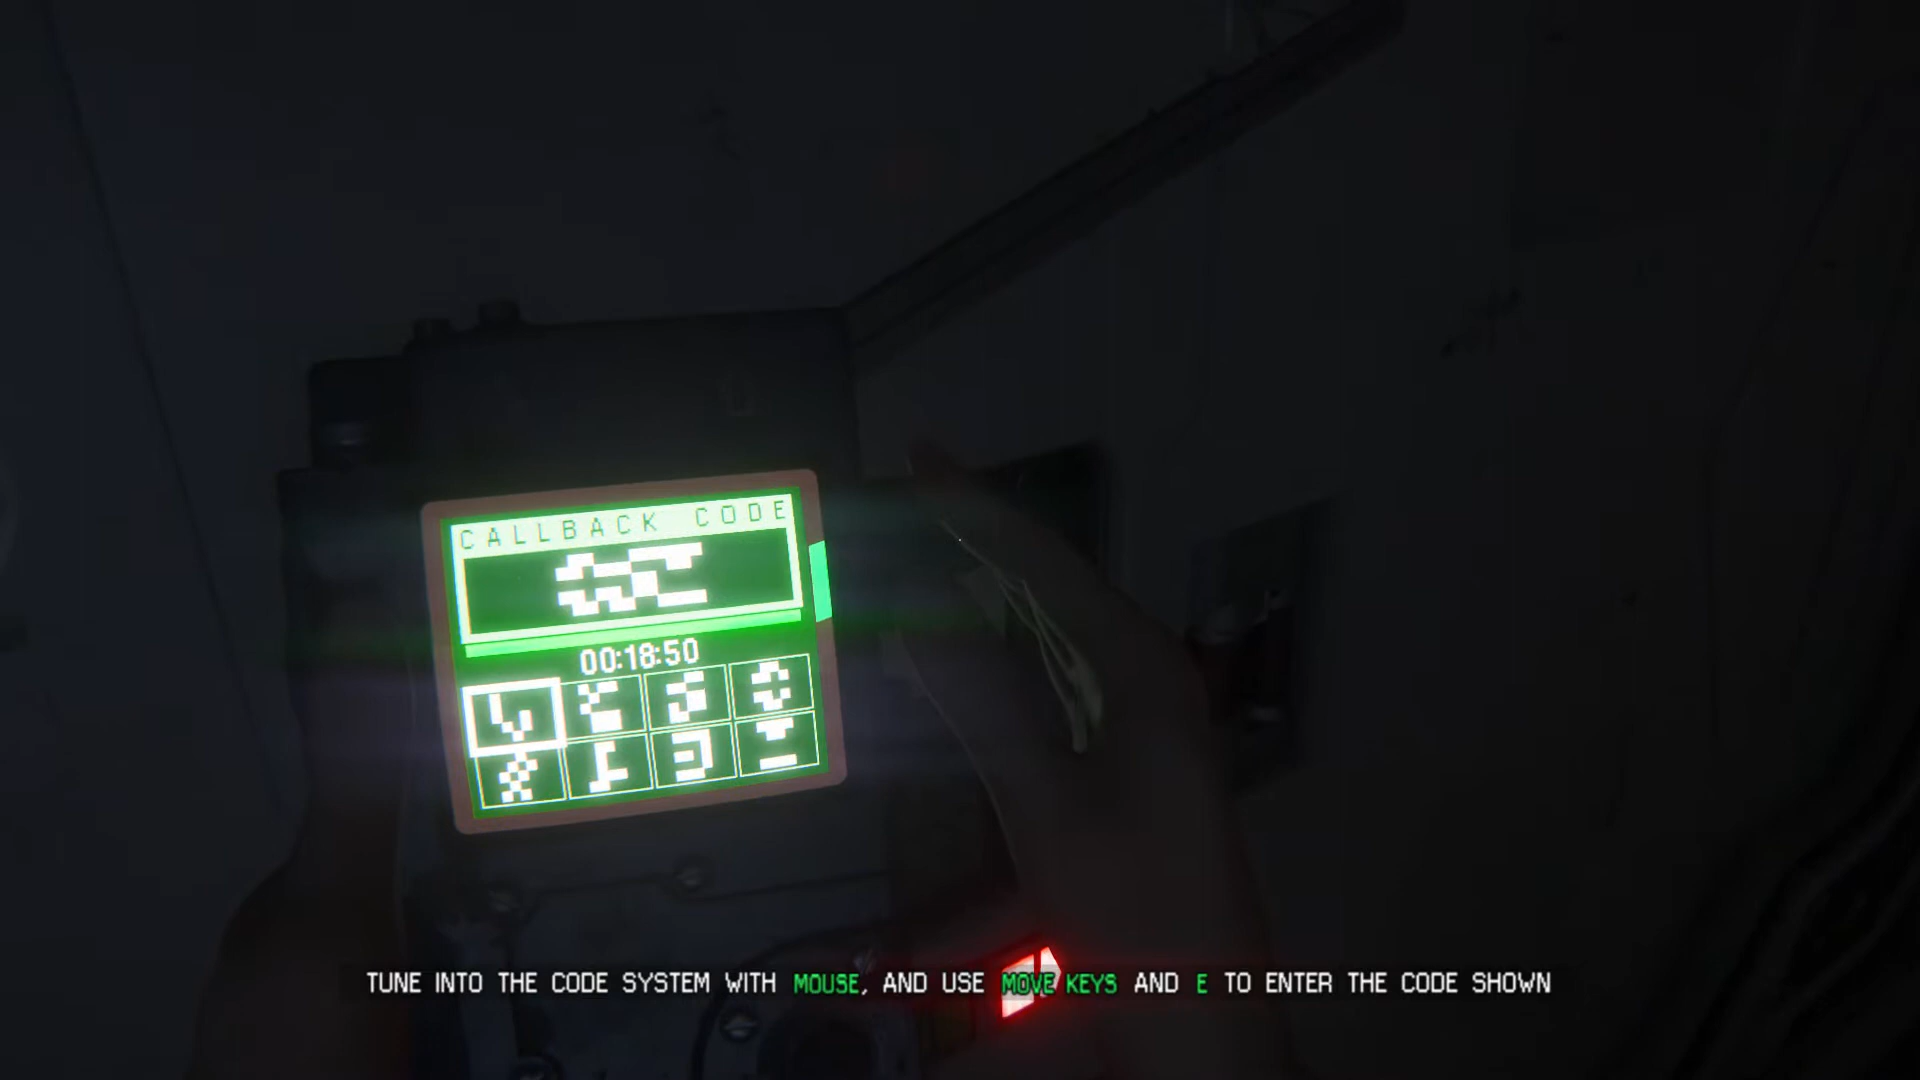 CALLBACK CODE
00:18:50
TUNE INTO THE CODE SYSTEM WITH MOUSE, AND USE MOVE KEYS AND E TO ENTER THE CODE SHOWN